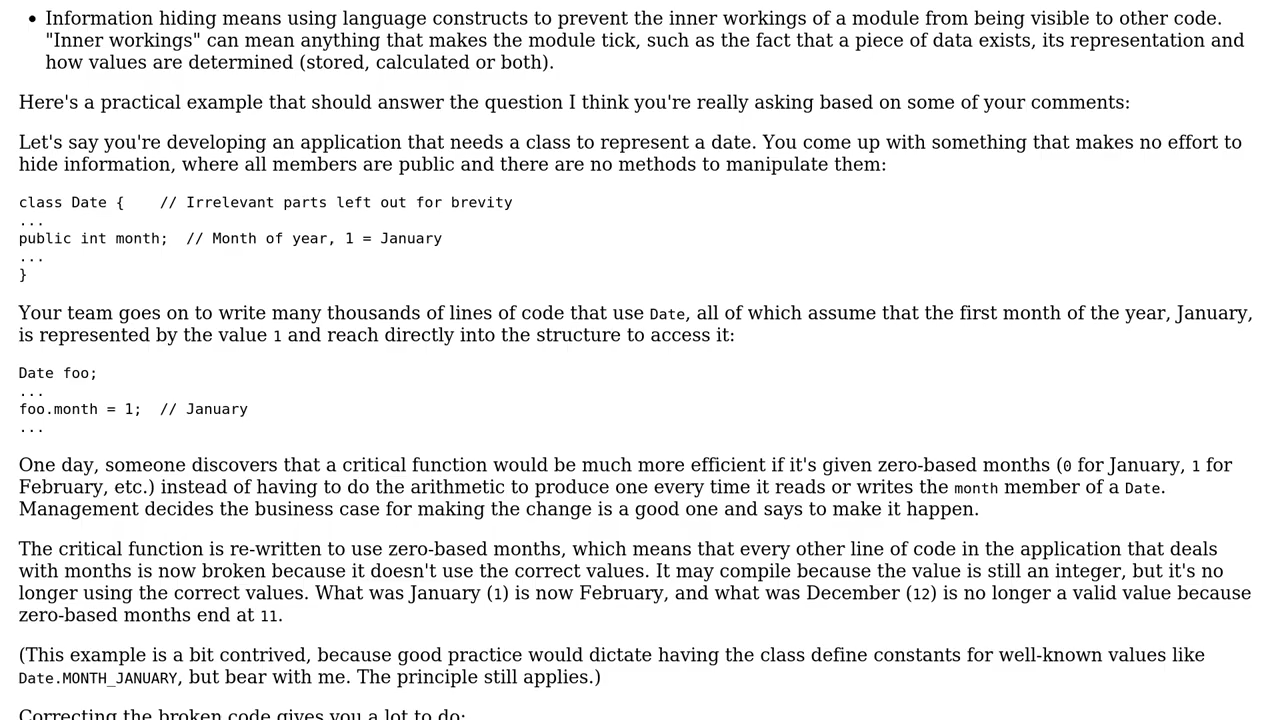 • Information hiding means using language constructs to prevent the inner workings of a module from being visible to other code.
"Inner workings" can mean anything that makes the module tick, such as the fact that a piece of data exists, its representation and
how values are determined (stored, calculated or both).
Here's a practical example that should answer the question I think you're really asking based on some of your comments:
Let's say you're developing an application that needs a class to represent a date. You come up with something that makes no effort to
hide information, where all members are public and there are no methods to manipulate them:
class Date {    // Irrelevant parts left out for brevity
...
public int month;  // Month of year, 1 = January
...
}
Your team goes on to write many thousands of lines of code that use Date, all of which assume that the first month of the year, January,
is represented by the value 1 and reach directly into the structure to access it:
Date foo;
...
foo.month = 1;  // January
...
One day, someone discovers that a critical function would be much more efficient if it's given zero-based months (0 for January, 1 for
February, etc.) instead of having to do the arithmetic to produce one every time it reads or writes the month member of a Date.
Management decides the business case for making the change is a good one and says to make it happen.
The critical function is re-written to use zero-based months, which means that every other line of code in the application that deals
with months is now broken because it doesn't use the correct values. It may compile because the value is still an integer, but it's no
longer using the correct values. What was January (1) is now February, and what was December (12) is no longer a valid value because
zero-based months end at 11.
(This example is a bit contrived, because good practice would dictate having the class define constants for well-known values like
Date.MONTH_JANUARY, but bear with me. The principle still applies.)
Correcting the broken code gives you a lot to do: